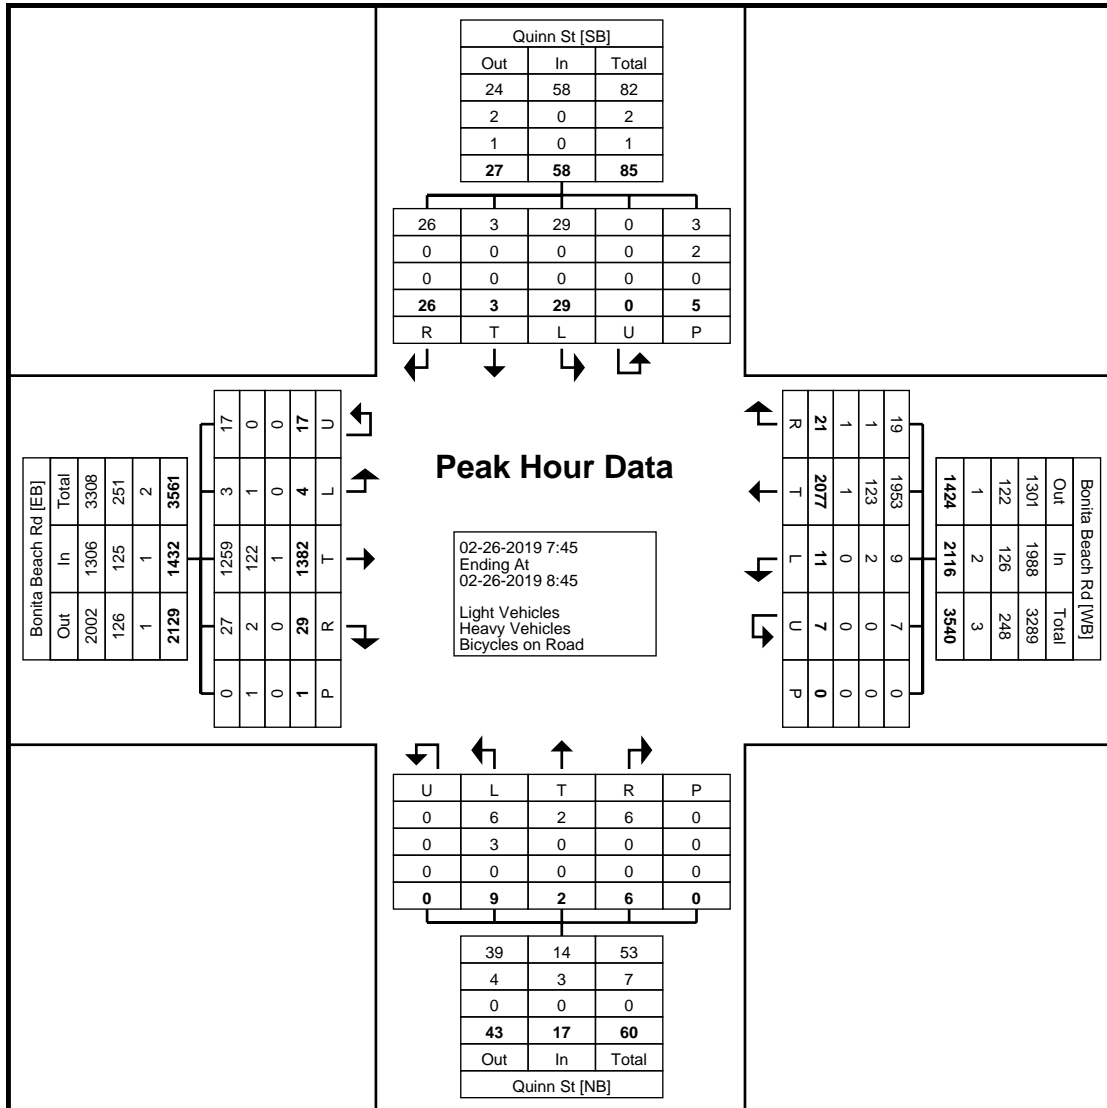 Quinn St [SB]
Out In Total
24 58 82
2 0 2
1 0 1
27 58 85
26 3 29 0 3
0 0 0 0 2
0 0 0 0 0
26 3 29 0 5
R T L U P
Bonita Beach Rd [EB]
Total 3308 251 2 3561
In 1306 125 1 1432
Out 2002 126 1 2129
17 0 0 17 U
3 1 0 4 L
1259 122 1 1382 T
27 2 0 29 R
0 1 0 1 P
Peak Hour Data
02-26-2019 7:45
Ending At
02-26-2019 8:45
Light Vehicles
Heavy Vehicles
Bicycles on Road
R 21 1 1 19
T 2077 1 123 1953
L 11 0 2 9
U 7 0 0 7
P 0 0 0 0
1424 1 122 1301 Out
2116 2 126 1988 In
3540 3 248 3289 Total
Bonita Beach Rd [WB]
U L T R P
0 6 2 6 0
0 3 0 0 0
0 0 0 0 0
0 9 2 6 0
39 14 53
4 3 7
0 0 0
43 17 60
Out In Total
Quinn St [NB]